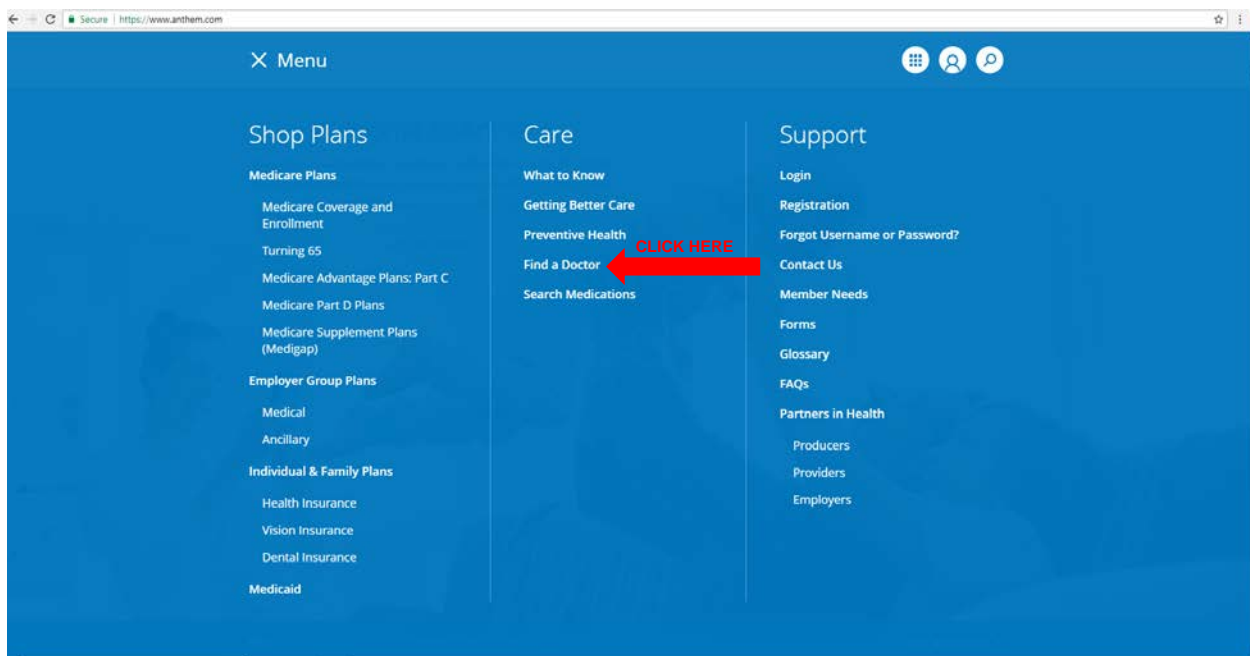 Secure | https://www.anthem.com
Menu
Shop Plans
Medicare Plans
Medicare Coverage and
Enrollment
Turning 65
Medicare Advantage Plans: Part C
Medicare Part D Plans
Medicare Supplement Plans
(Medigap)
Employer Group Plans
Medical
Ancillary
Individual & Family Plans
Health Insurance
Vision Insurance
Dental Insurance
Medicaid
Care
What to Know
Getting Better Care
Preventive Health
CLICK HERE
Find a Doctor
Search Medications
Support
Login
Registration
Forgot Username or Password?
Contact Us
Member Needs
Forms
Glossary
FAQs
Partners in Health
Producers
Providers
Employers